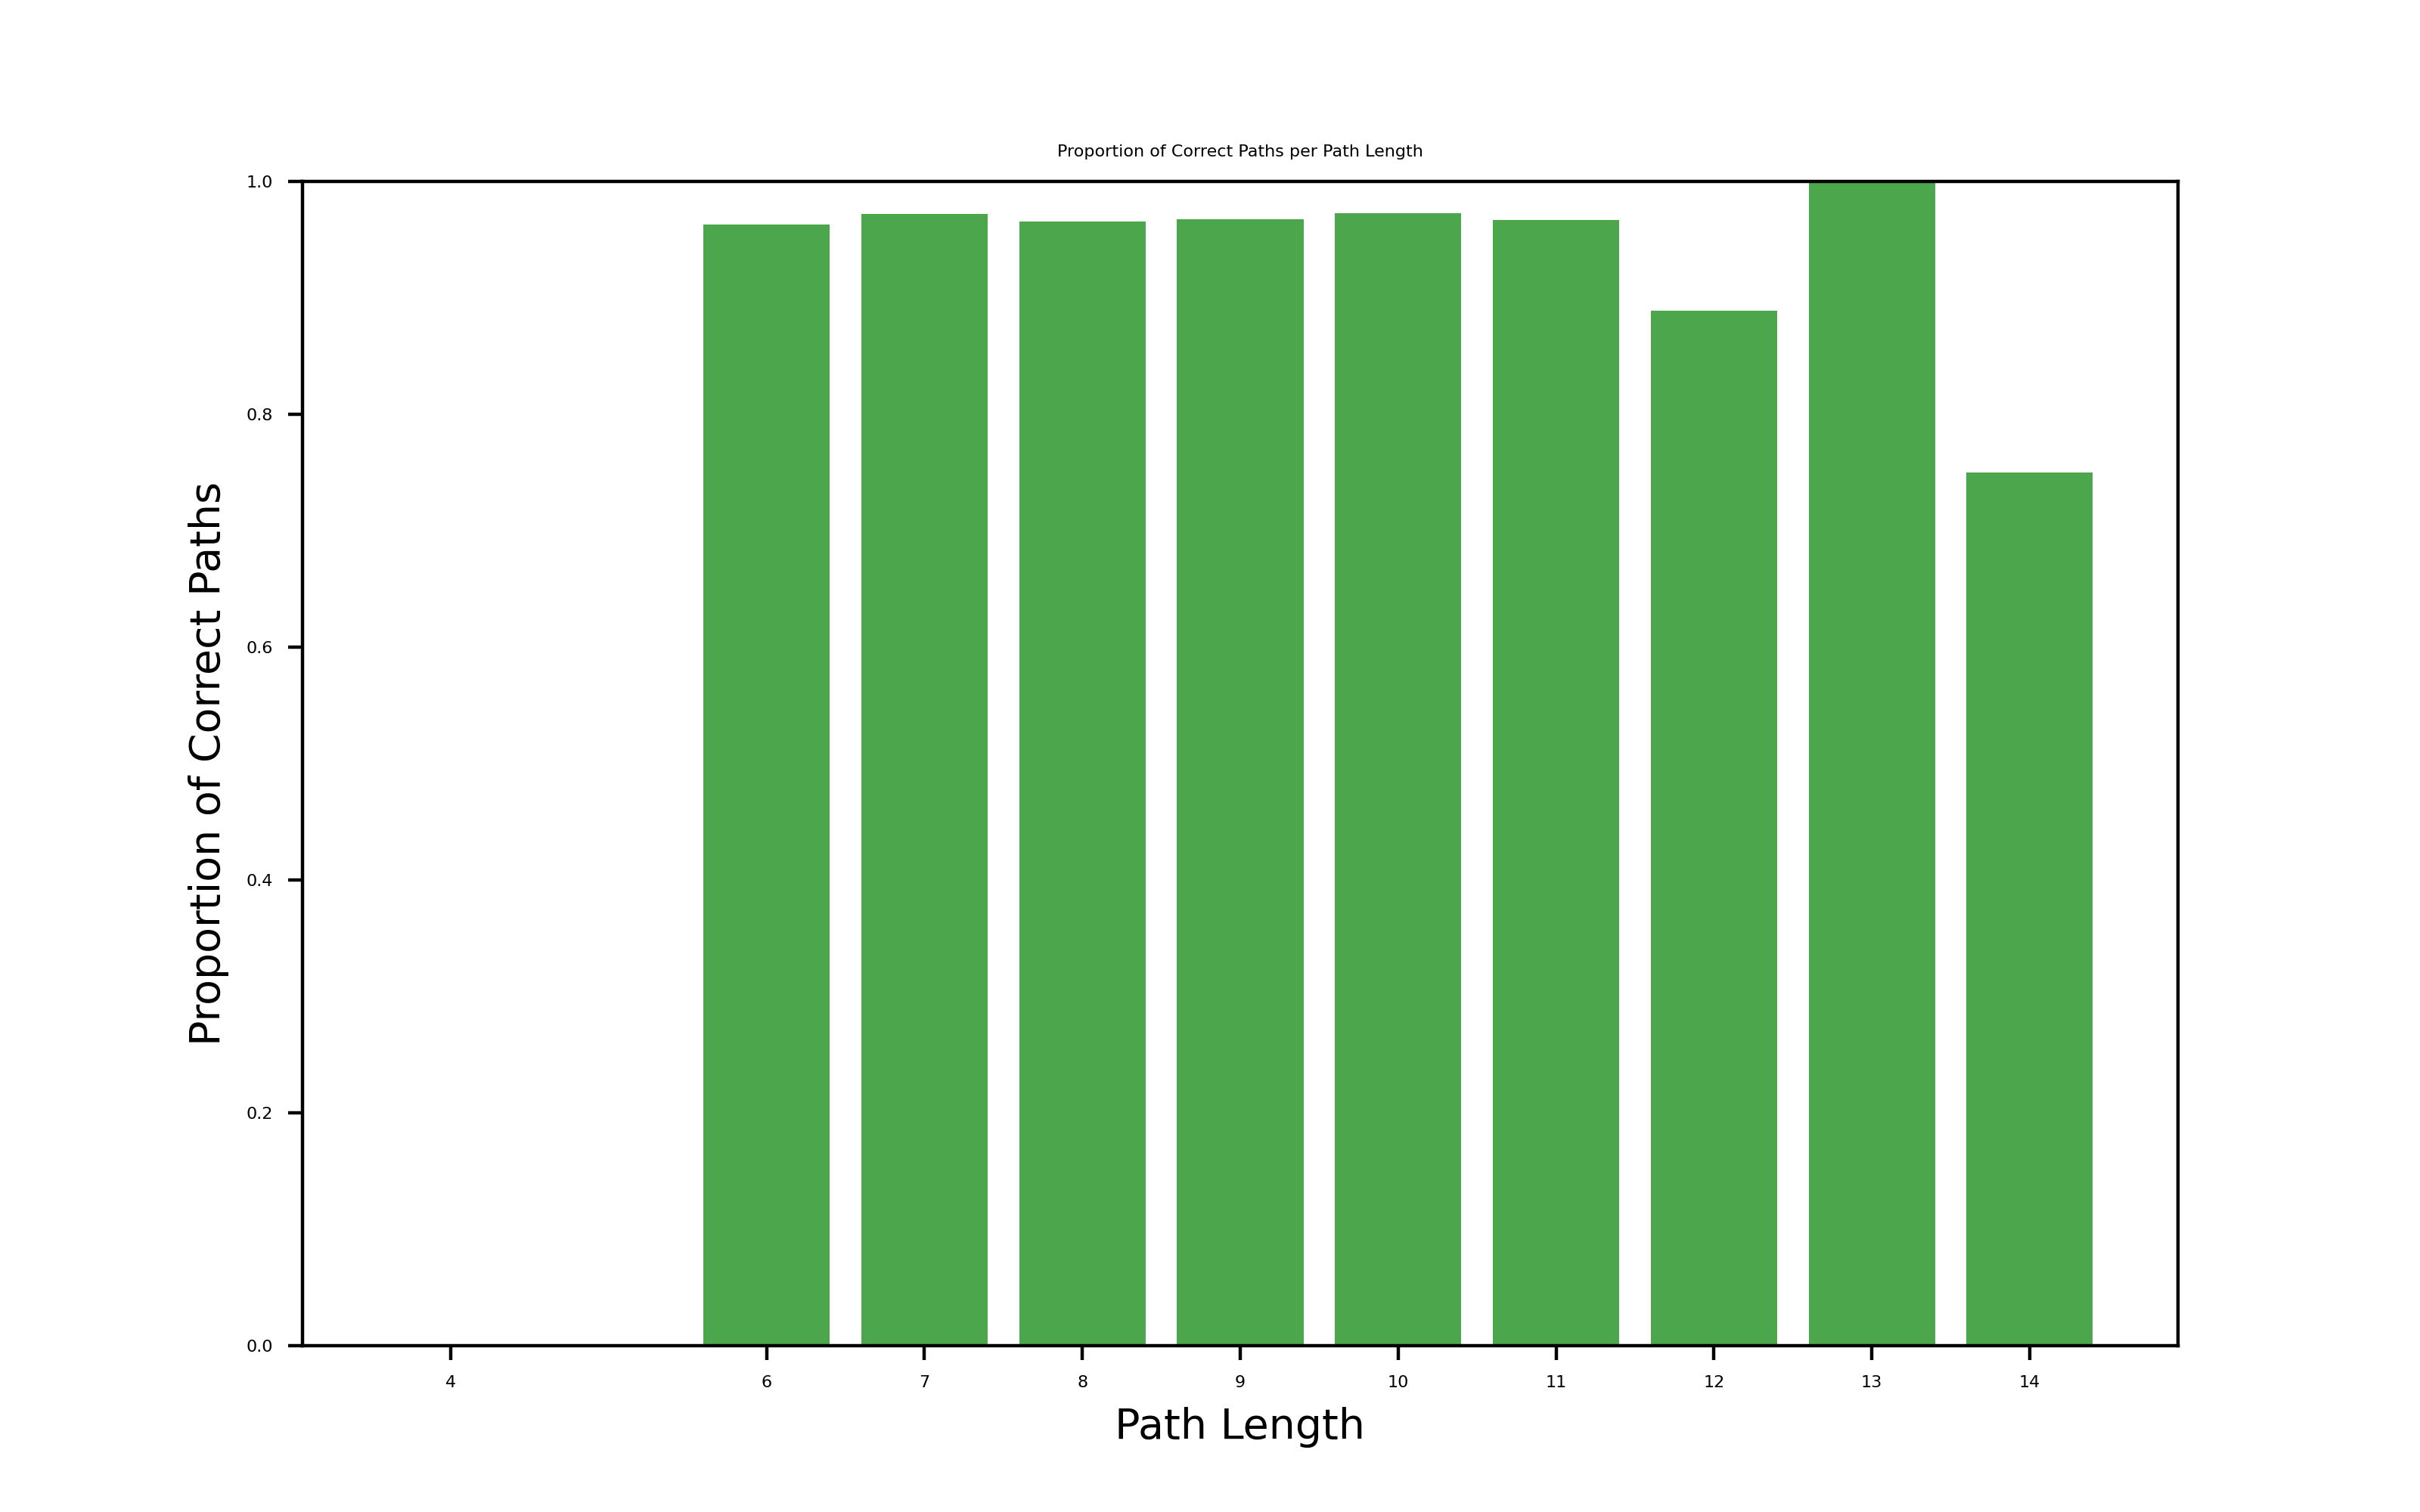 Proportion of Correct Paths per Path Length
1.0
0.8
0.6
0.4
0.2
0.0
Proportion of Correct Paths
4 6 7 8 9 10 11 12 13 14
Path Length